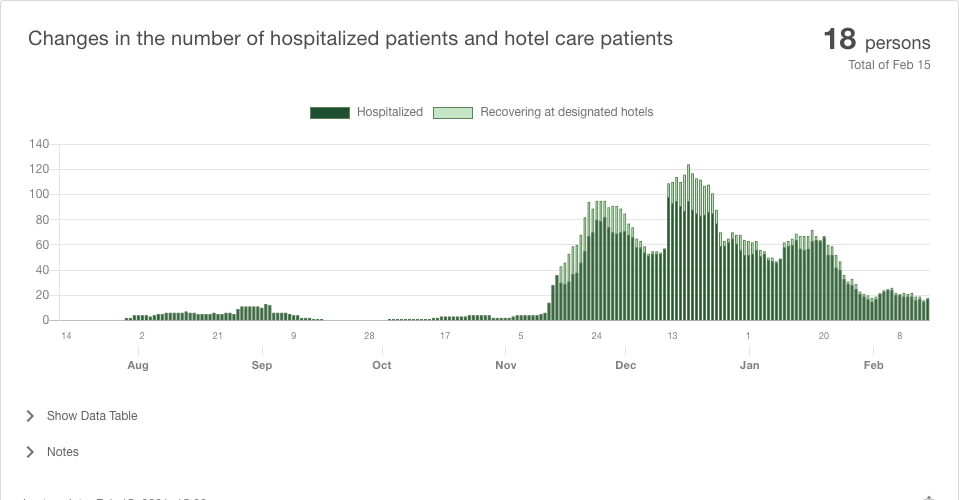 Changes in the number of hospitalized patients and hotel care patients
18 persons
Total of Feb 15
Hospitalized Recovering at designated hotels
140
120
100
80
60
40
20
0
14 2 21 9 28 17 5 24 13 1 20 8
Aug Sep Oct Nov Dec Jan Feb
Show Data Table
Notes